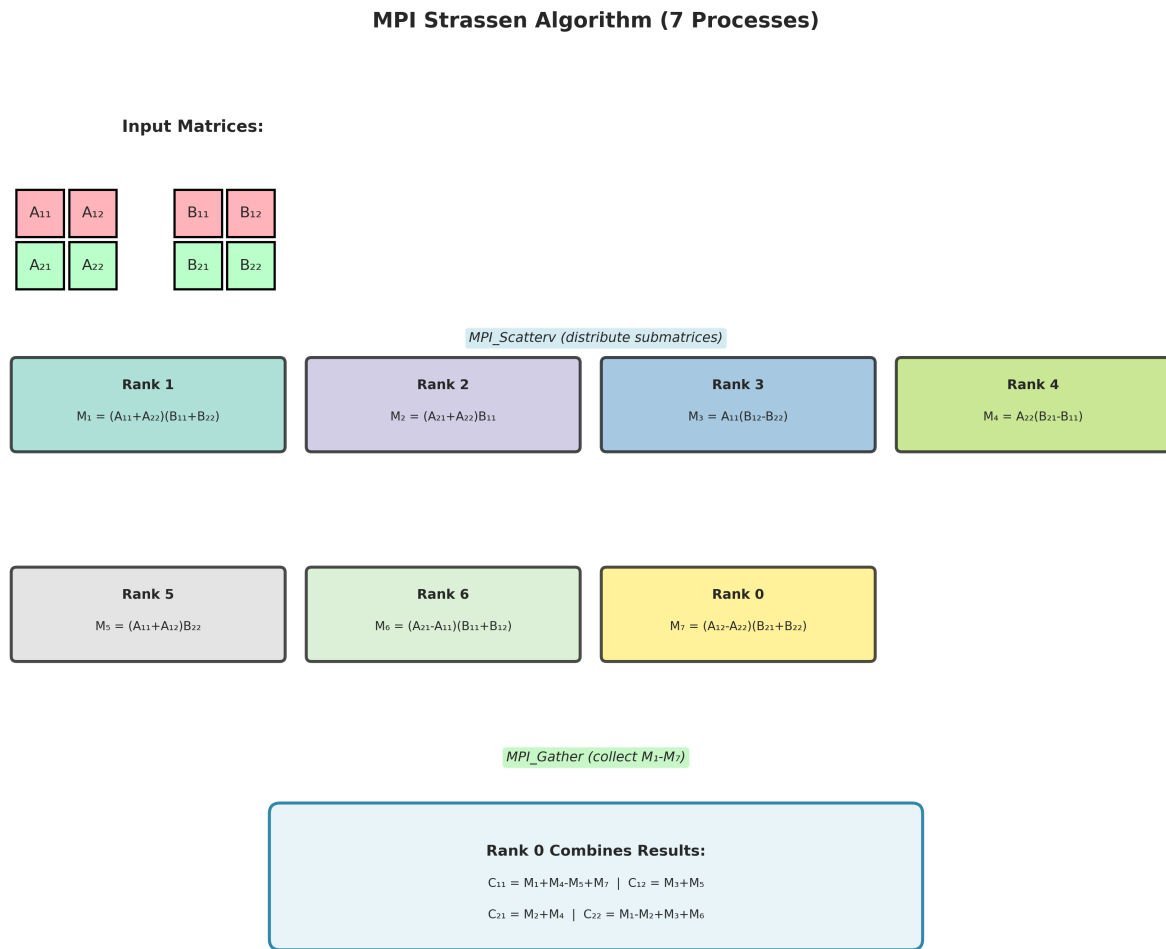 MPI Strassen Algorithm (7 Processes)
Input Matrices:
A₁₁ A₁₂ B₁₁ B₁₂
A₂₁ A₂₂ B₂₁ B₂₂
MPI_Scatterv (distribute submatrices)
Rank 1
M₁ = (A₁₁+A₂₂)(B₁₁+B₂₂)
Rank 2
M₂ = (A₂₁+A₂₂)B₁₁
Rank 3
M₃ = A₁₁(B₁₂-B₂₂)
Rank 4
M₄ = A₂₂(B₂₁-B₁₁)
Rank 5
M₅ = (A₁₁+A₁₂)B₂₂
Rank 6
M₆ = (A₂₁-A₁₁)(B₁₁+B₁₂)
Rank 0
M₇ = (A₁₂-A₂₂)(B₂₁+B₂₂)
MPI_Gather (collect M₁-M₇)
Rank 0 Combines Results:
C₁₁ = M₁+M₄-M₅+M₇ | C₁₂ = M₃+M₅
C₂₁ = M₂+M₄ | C₂₂ = M₁-M₂+M₃+M₆